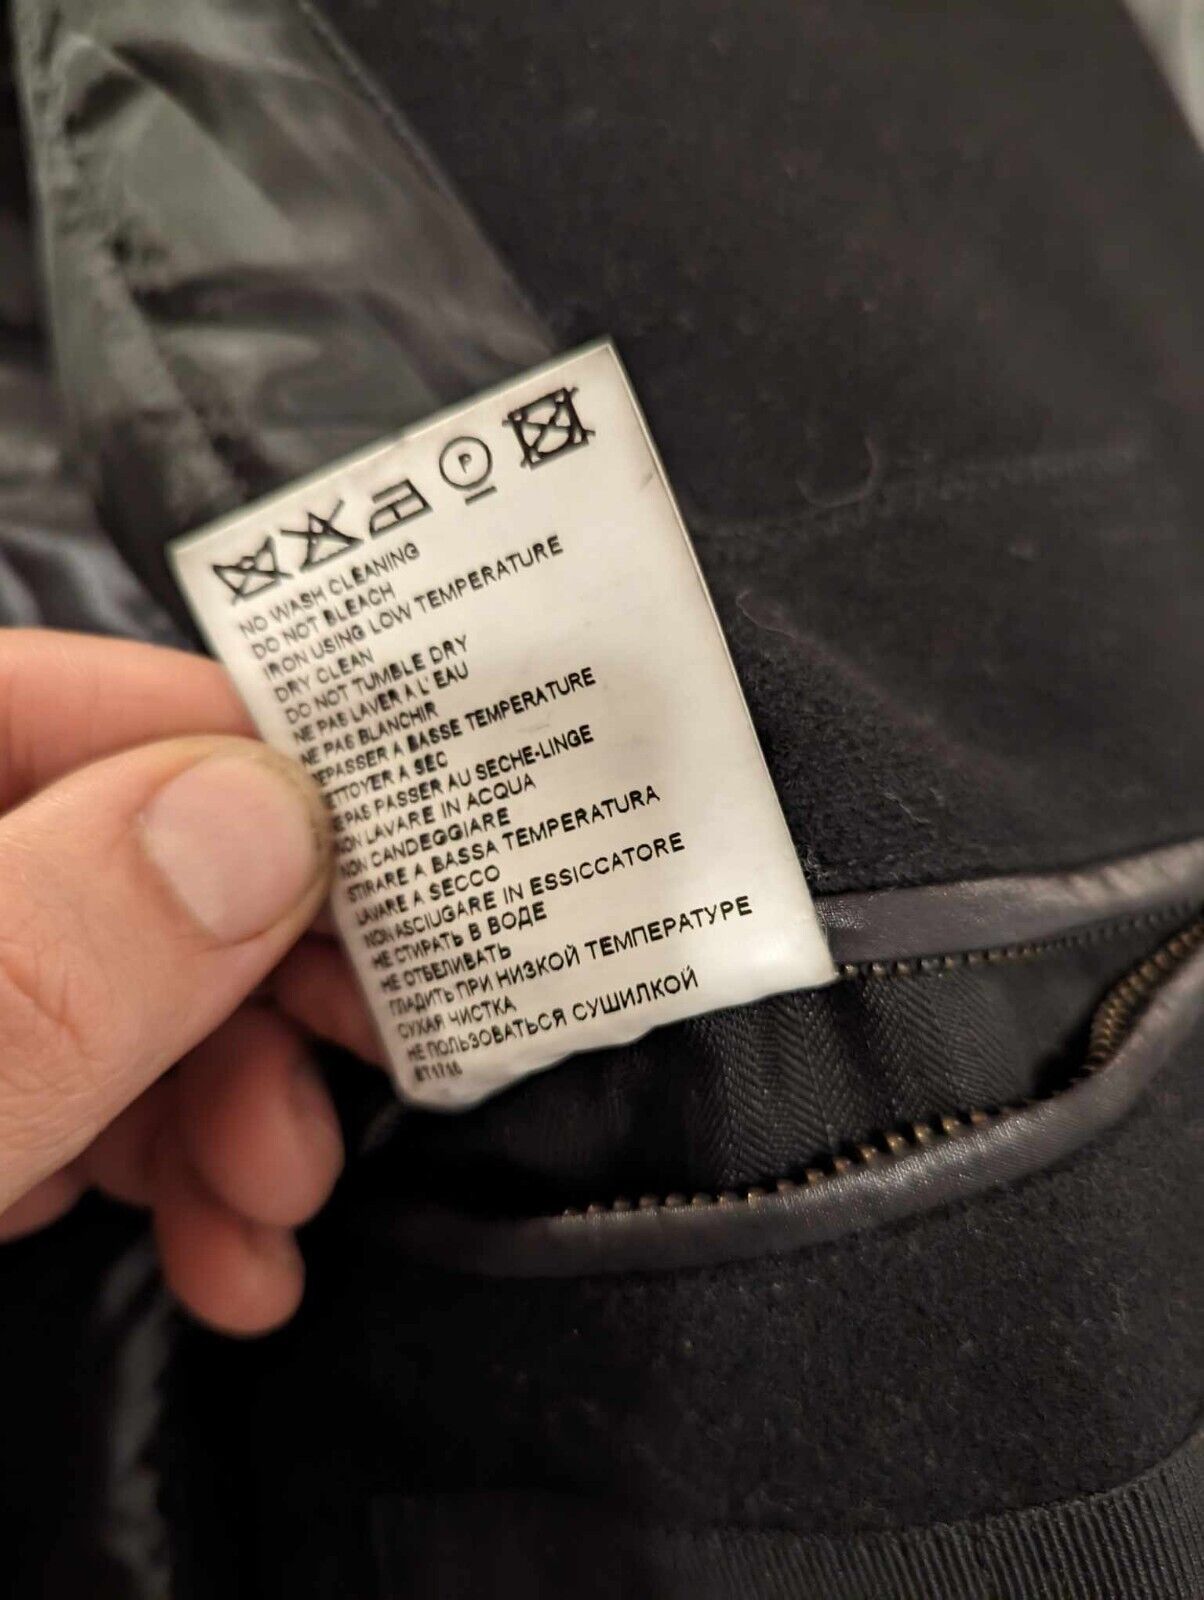 P
NO WASH CLEANING
DO NOT BLEACH
IRON USING LOW TEMPERATURE
DRY CLEAN
DO NOT TUMBLE DRY
NE PAS LAVER A L'EAU
NE PAS BLANCHIR
EPASSER A BASSE TEMPERATURE
ETTOYER A SEC
E PAS PASSER AU SECHE-LINGE
NON LAVARE IN ACQUA
NON CANDEGGIARE
STIRARE A BASSA TEMPERATURA
LAVARE A SECCO
NON ASCIUGARE IN ESSICCATORE
НЕ СТИРАТЬ В ВОДЕ
НЕ ОТБЕЛИВАТЬ
ГЛАДИТЬ ПРИ НИЗКОЙ ТЕМПЕРАТУРЕ
СУХАЯ ЧИСТКА
НЕ ПОЛЬЗОВАТЬСЯ СУШИЛКОЙ